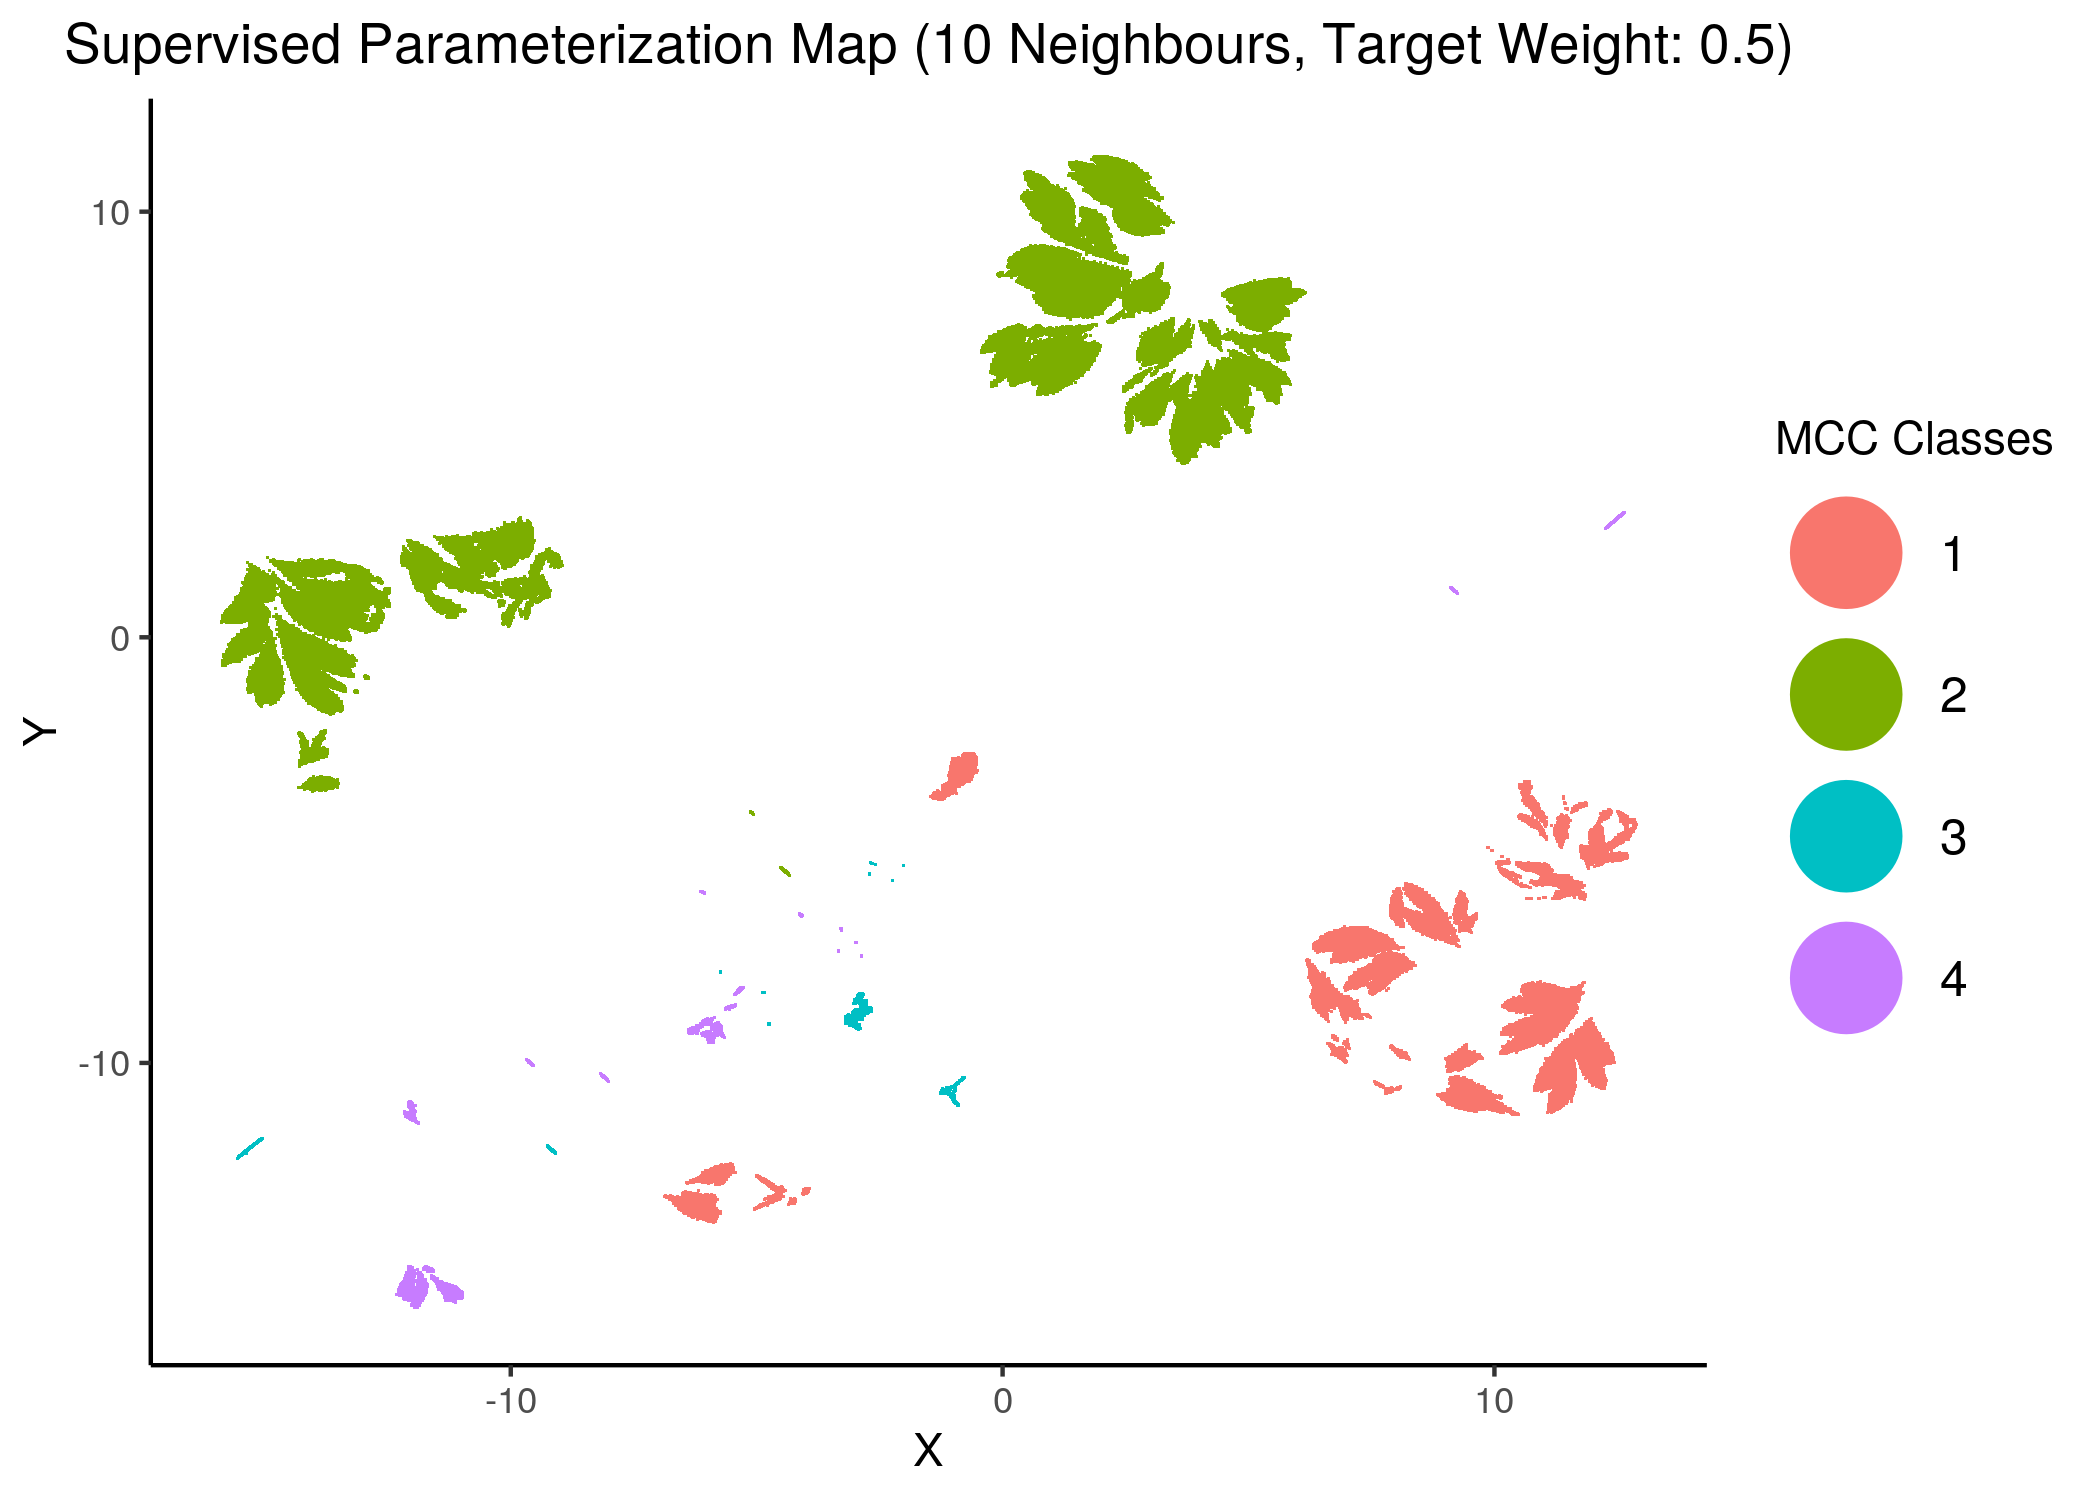 Supervised Parameterization Map (10 Neighbours, Target Weight: 0.5)
10
0
-10
Y
-10
0
10
X
MCC Classes
1
2
3
4